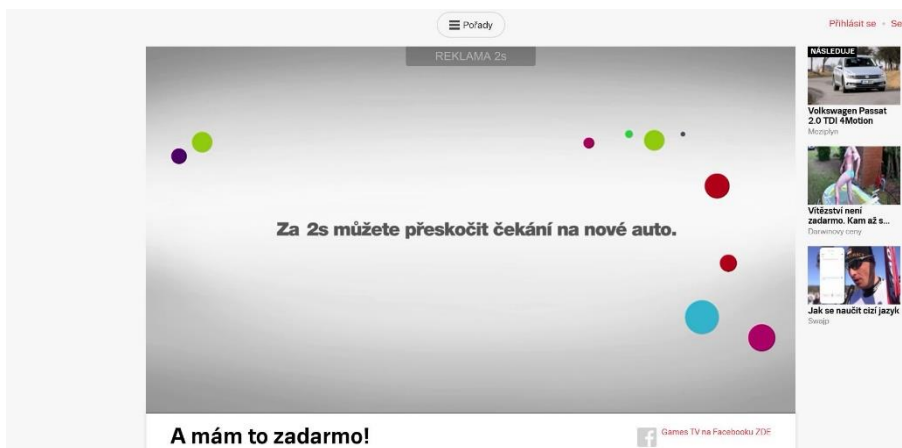 Pořady
Přihlásit se
Se
REKLAMA 2s
NÁSLEDUJE
Volkswagen Passat
2.0 TDI 4Motion
Meziplyn
Za 2s můžete přeskočit čekání na nové auto.
Vítězství není
zadarmo. Kam až s...
Darwinovy ceny
Jak se naučit cizí jazyk
Swajp
A mám to zadarmo!
Games TV na Facebooku ZDE